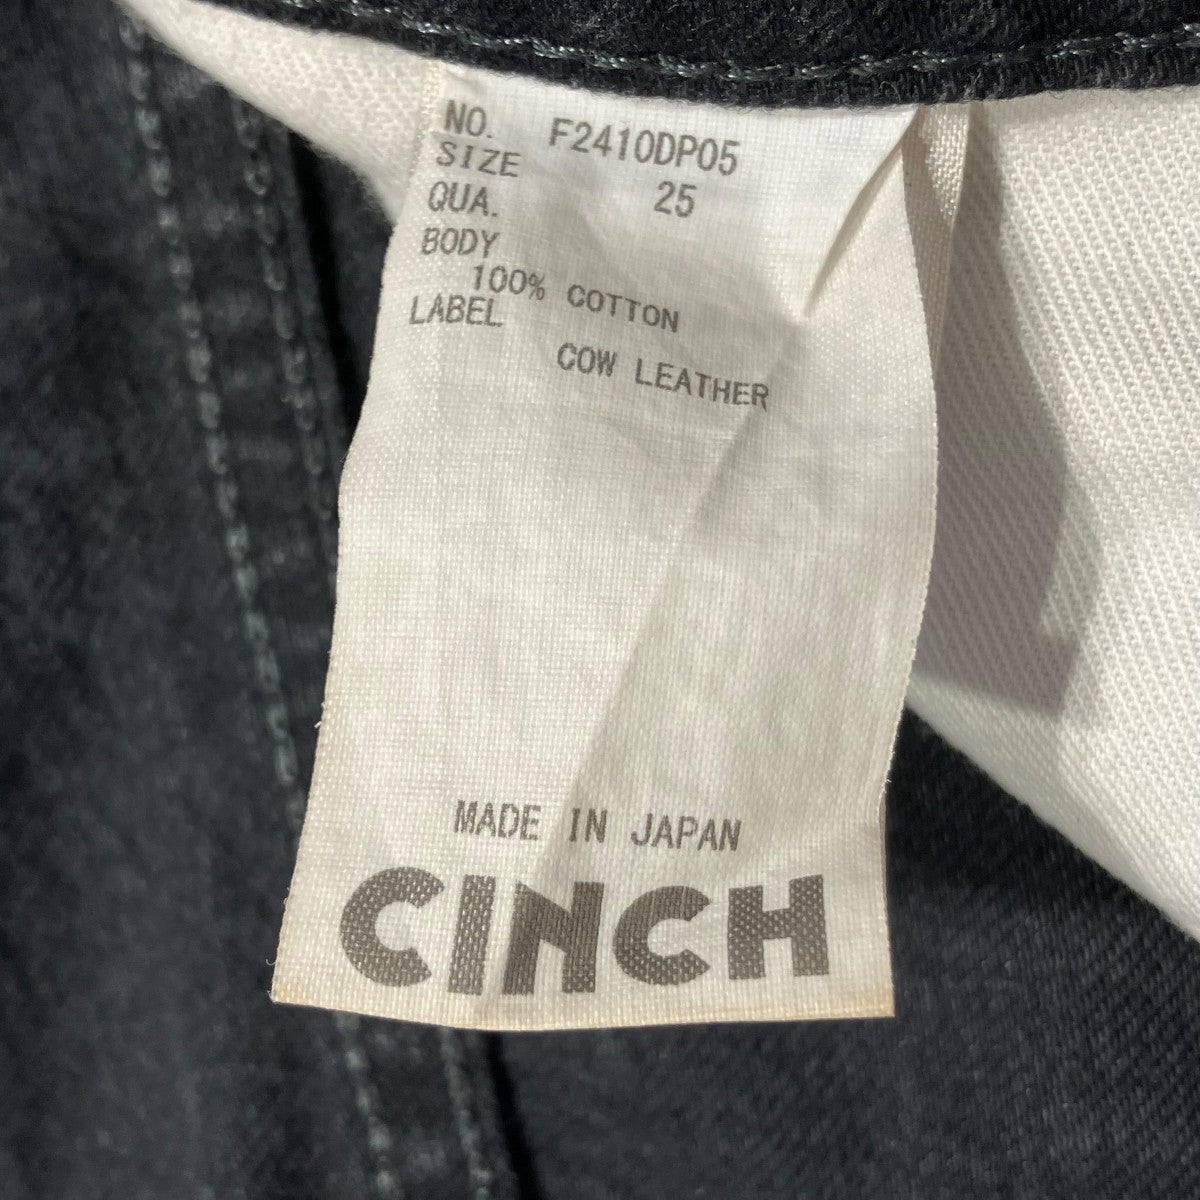 NO. F2410DP05
SIZE 25
QUA.
BODY
100% COTTON
LABEL
COW LEATHER
MADE IN JAPAN
CINCH